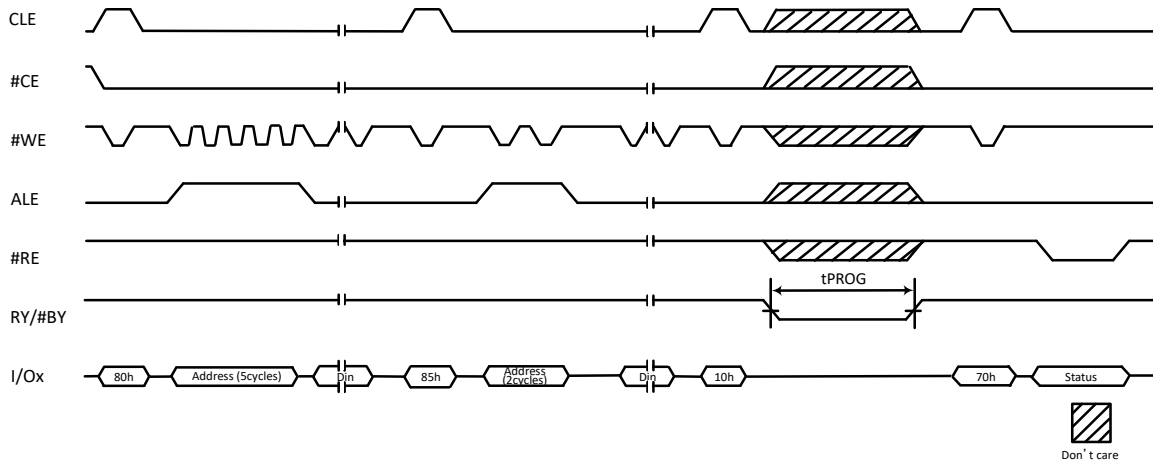 CLE
#CE
#WE
ALE
#RE
tPROG
RY/#BY
I/Ox
80h
Address (5cycles)
Din
85h
Address
(2cycles)
Din
10h
70h
Status
Don't care